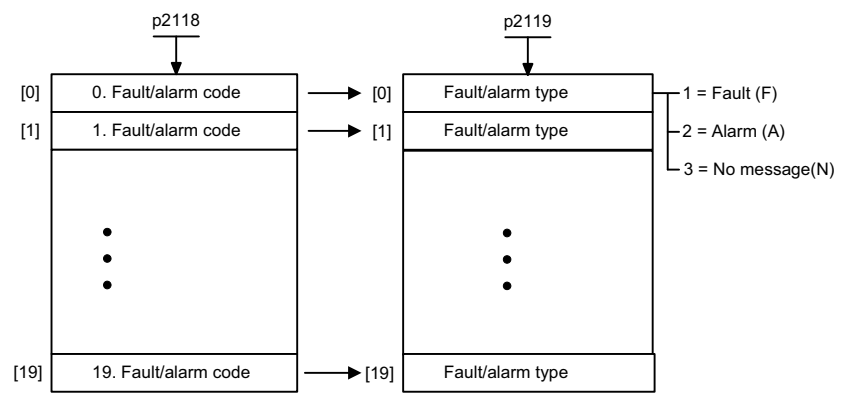 p2118 p2119
[0] 0. Fault/alarm code [0] Fault/alarm type 1 = Fault (F)
[1] 1. Fault/alarm code [1] Fault/alarm type 2 = Alarm (A)
3 = No message(N)
[19] 19. Fault/alarm code [19] Fault/alarm type